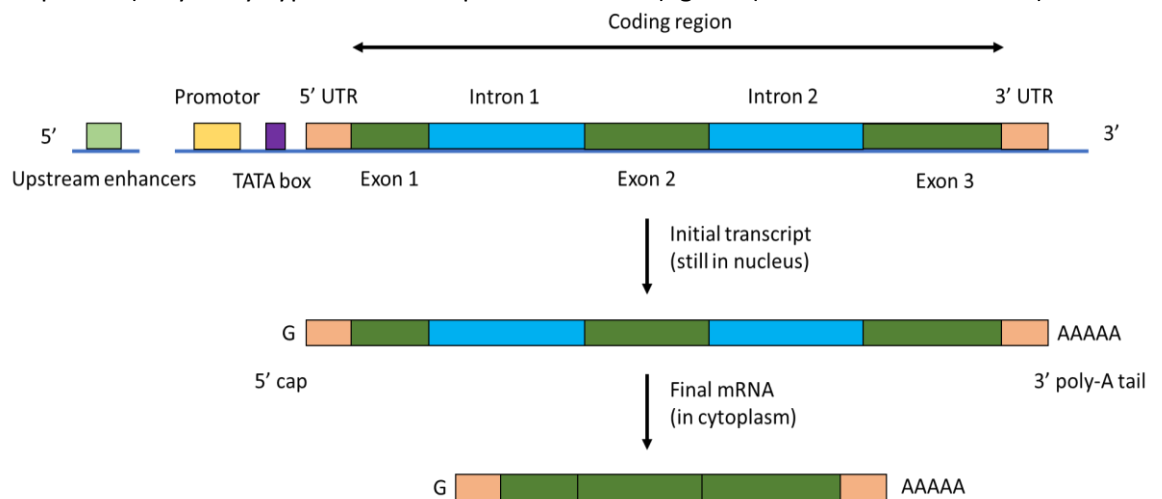 Coding region
Promotor 5’ UTR Intron 1 Intron 2 3’ UTR
5’ 3’
Upstream enhancers TATA box Exon 1 Exon 2 Exon 3
Initial transcript
(still in nucleus)
G AAAAA
5’ cap 3’ poly-A tail
Final mRNA
(in cytoplasm)
G AAAAA